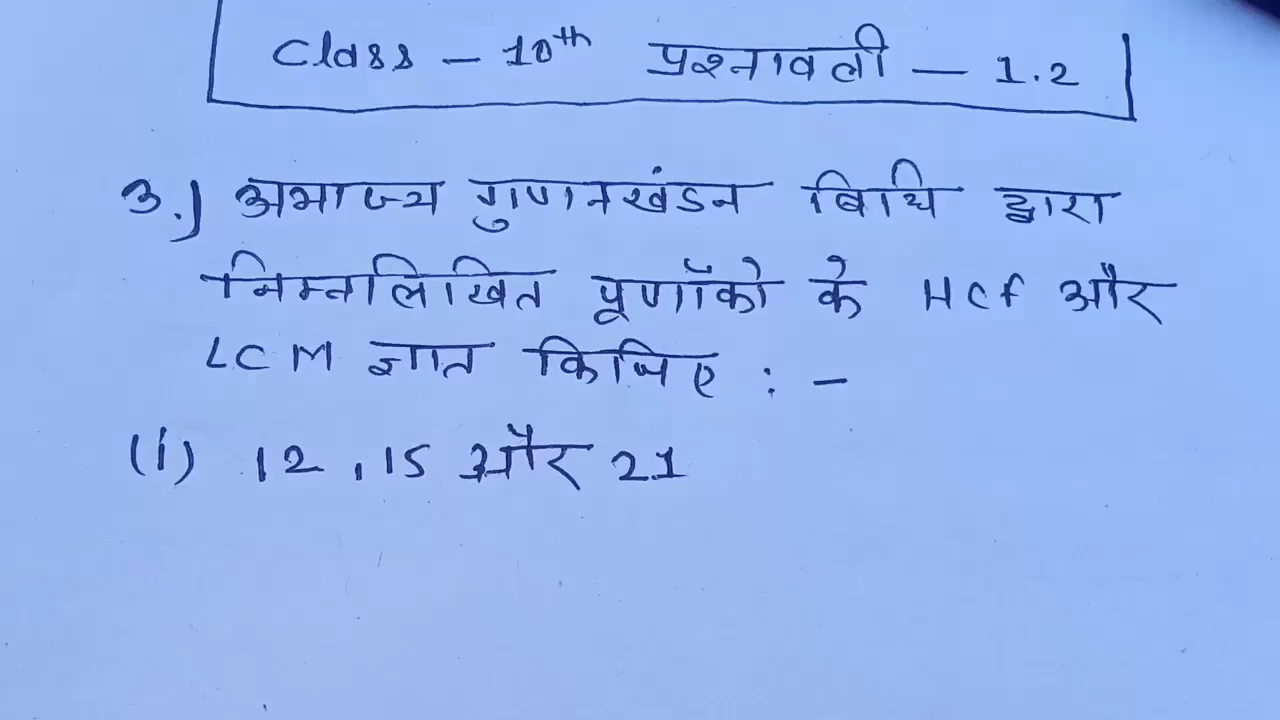 Class - 10th प्रश्नावली - 1.2
3.) अभाज्य गुणनखंडन बिधि द्वारा
निम्नलिखित पूर्णांको के HCf और
LCM ज्ञात किजिए : -
(i) 12, 15 और 21